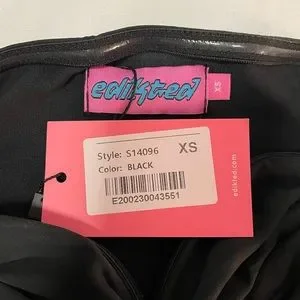 edikted
XS
Style: S14096 XS
Color: BLACK
E200230043551
edikted.com